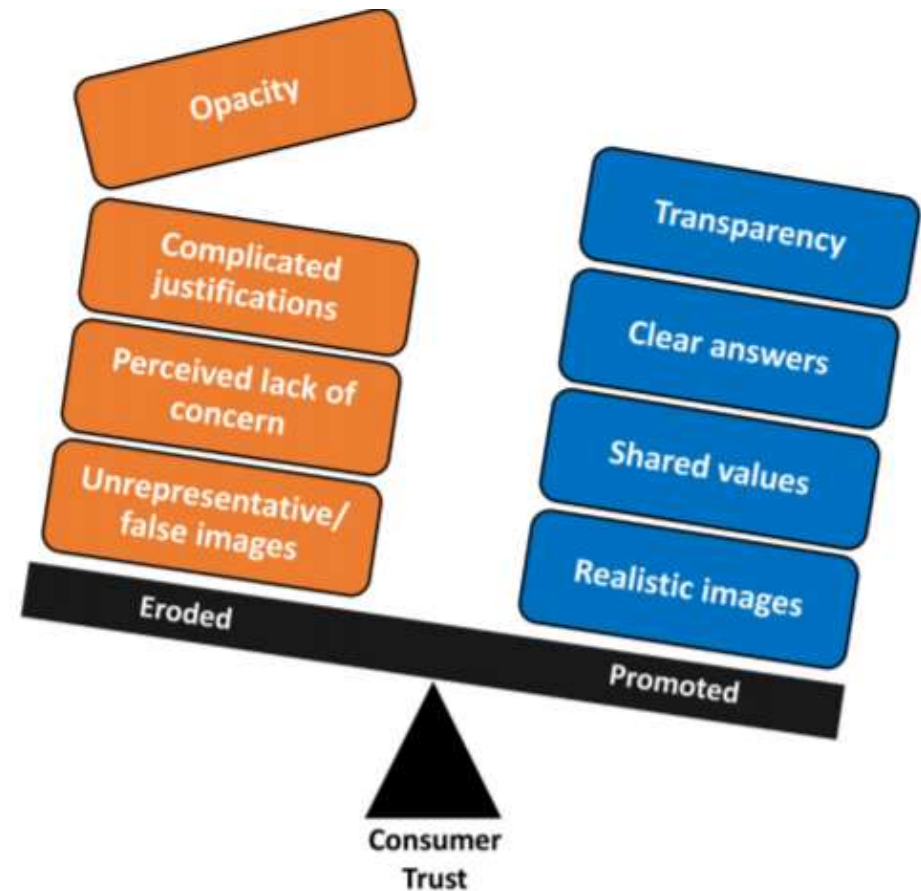 Opacity
Complicated
justifications
Perceived lack of
concern
Unrepresentative/
false images
Eroded
Transparency
Clear answers
Shared values
Realistic images
Promoted
Consumer
Trust